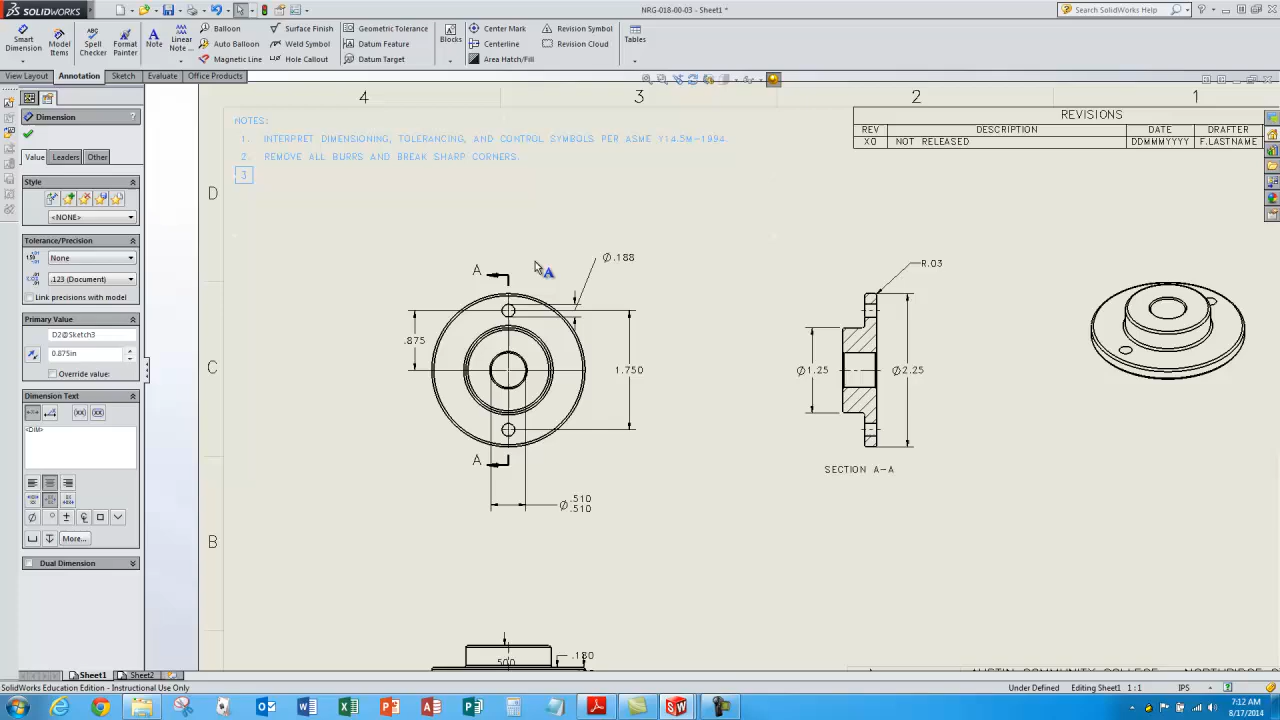 SOLIDWORKS
NRG-018-00-03 - Sheet1 *
Search SolidWorks Help
Smart Dimension
Model Items
Spell Checker
Format Painter
Note
Linear Note ...
Balloon
Auto Balloon
Magnetic Line
Surface Finish
Weld Symbol
Hole Callout
Geometric Tolerance
Datum Feature
Datum Target
Blocks
Center Mark
Centerline
Area Hatch/Fill
Revision Symbol
Revision Cloud
Tables
View Layout Annotation Sketch Evaluate Office Products
Dimension
Value Leaders Other
Style
<NONE>
Tolerance/Precision
None
.123 (Document)
Link precisions with model
Primary Value
D2@Sketch3
0.875in
Override value:
Dimension Text
<DIM>
More...
Dual Dimension
4 3 2 1
D
C
B
NOTES:
1. INTERPRET DIMENSIONING, TOLERANCING, AND CONTROL SYMBOLS PER ASME Y14.5M-1994.
2. REMOVE ALL BURRS AND BREAK SHARP CORNERS.
3
REVISIONS
REV DESCRIPTION DATE DRAFTER
X0 NOT RELEASED DDMMMYYYY F.LASTNAME
A
Ø.188
.875
1.750
A
Ø.510
.510
R.03
Ø1.25
Ø2.25
SECTION A-A
.500
.180
AUSTIN COMMUNITY COLLEGE - NORTHRIDGE
Sheet1 Sheet2
SolidWorks Education Edition - Instructional Use Only
Under Defined Editing Sheet1 1 : 1 IPS
7:12 AM
8/17/2014